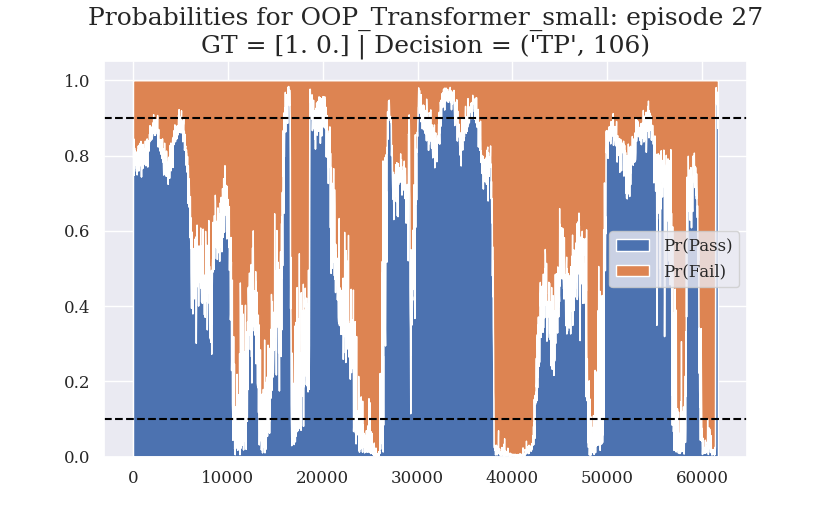 Probabilities for OOP_Transformer_small: episode 27
GT = [1. 0.] | Decision = ('TP', 106)
1.0
0.8
0.6
0.4
0.2
0.0
Pr(Pass)
Pr(Fail)
0 10000 20000 30000 40000 50000 60000